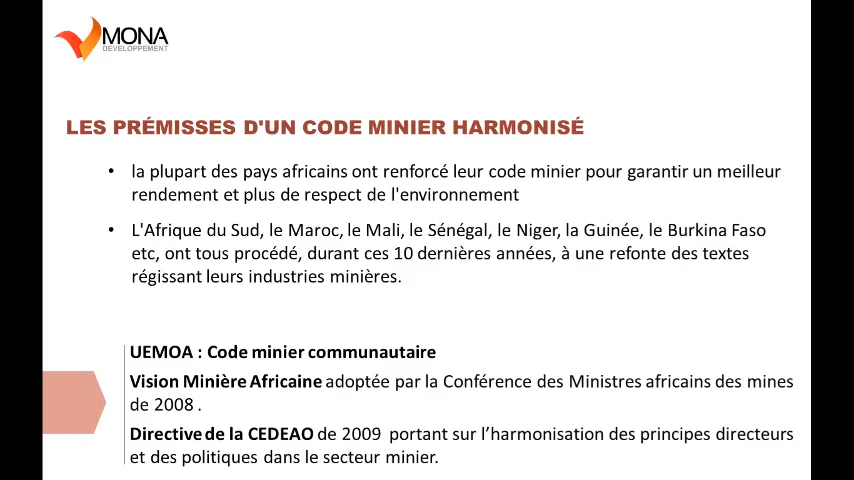 MONA
DEVELOPPEMENT
LES PRÉMISSES D'UN CODE MINIER HARMONISÉ
• la plupart des pays africains ont renforcé leur code minier pour garantir un meilleur
rendement et plus de respect de l'environnement
• L'Afrique du Sud, le Maroc, le Mali, le Sénégal, le Niger, la Guinée, le Burkina Faso
etc, ont tous procédé, durant ces 10 dernières années, à une refonte des textes
régissant leurs industries minières.
UEMOA : Code minier communautaire
Vision Minière Africaine adoptée par la Conférence des Ministres africains des mines
de 2008 .
Directive de la CEDEAO de 2009 portant sur l’harmonisation des principes directeurs
et des politiques dans le secteur minier.